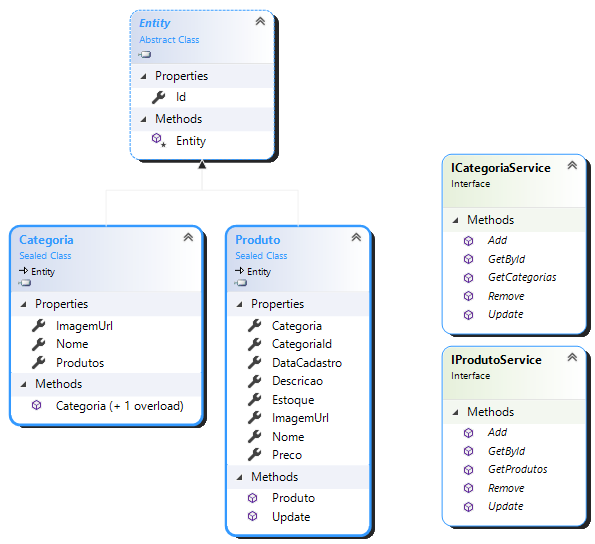 Entity
Abstract Class
Properties
Id
Methods
Entity
Categoria
Sealed Class
Entity
Properties
ImagemUrl
Nome
Produtos
Methods
Categoria (+ 1 overload)
Produto
Sealed Class
Entity
Properties
Categoria
CategoriaId
DataCadastro
Descricao
Estoque
ImagemUrl
Nome
Preco
Methods
Produto
Update
ICategoriaService
Interface
Methods
Add
GetById
GetCategorias
Remove
Update
IProdutoService
Interface
Methods
Add
GetById
GetProdutos
Remove
Update